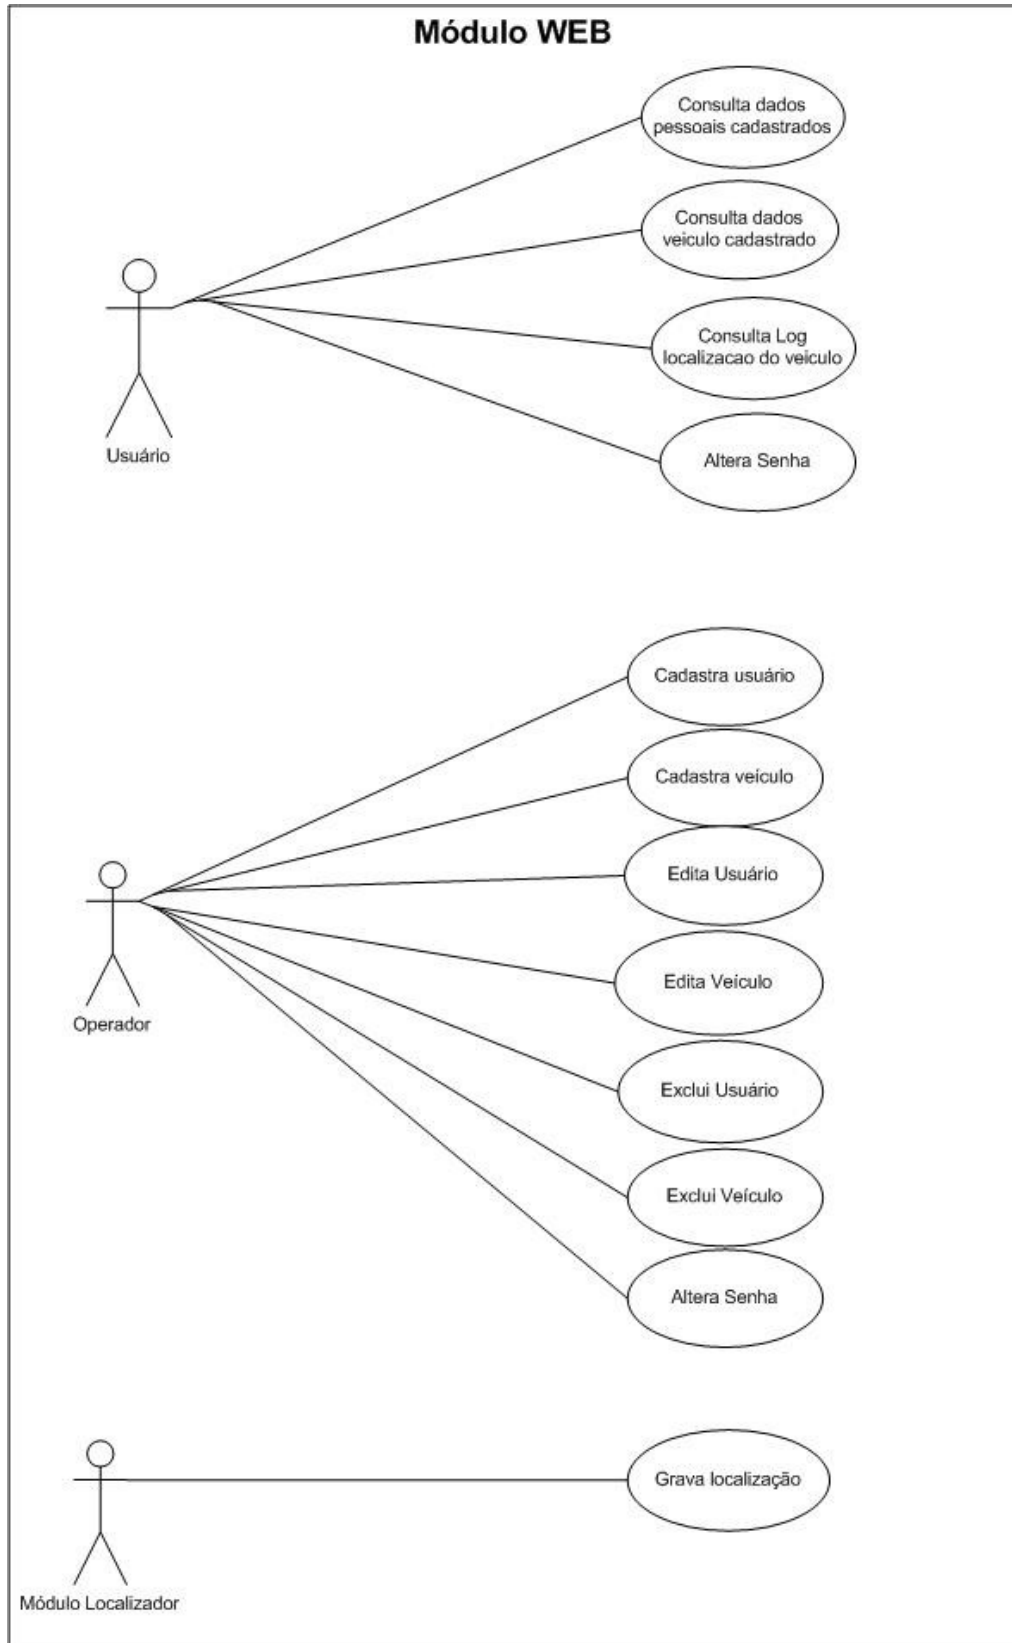 Módulo WEB
Consulta dados
pessoais cadastrados
Consulta dados
veiculo cadastrado
Consulta Log
localizacao do veiculo
Altera Senha
Usuário
Cadastra usuário
Cadastra veículo
Edita Usuário
Edita Veículo
Operador
Exclui Usuário
Exclui Veículo
Altera Senha
Grava localização
Módulo Localizador